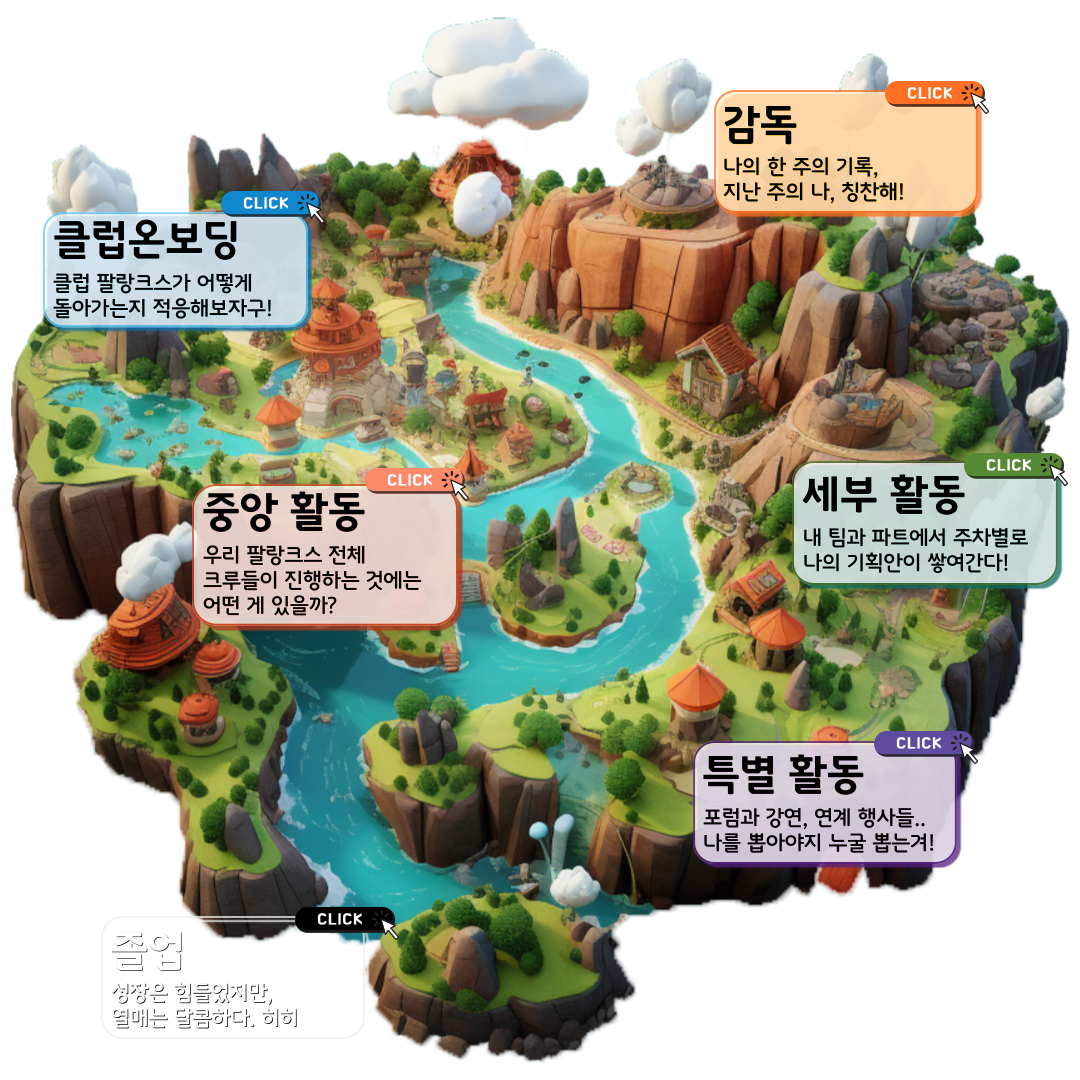 CLICK
감독
나의 한 주의 기록,
지난 주의 나, 칭찬해!
CLICK
클럽온보딩
클럽 팔랑크스가 어떻게
돌아가는지 적응해보자구!
CLICK
중앙 활동
우리 팔랑크스 전체
크루들이 진행하는 것에는
어떤 게 있을까?
CLICK
세부 활동
내 팀과 파트에서 주차별로
나의 기획안이 쌓여간다!
CLICK
특별 활동
포럼과 강연, 연계 행사들..
나를 뽑아야지 누굴 뽑는겨!
CLICK
졸업
성장은 힘들었지만,
열매는 달콤하다. 히히